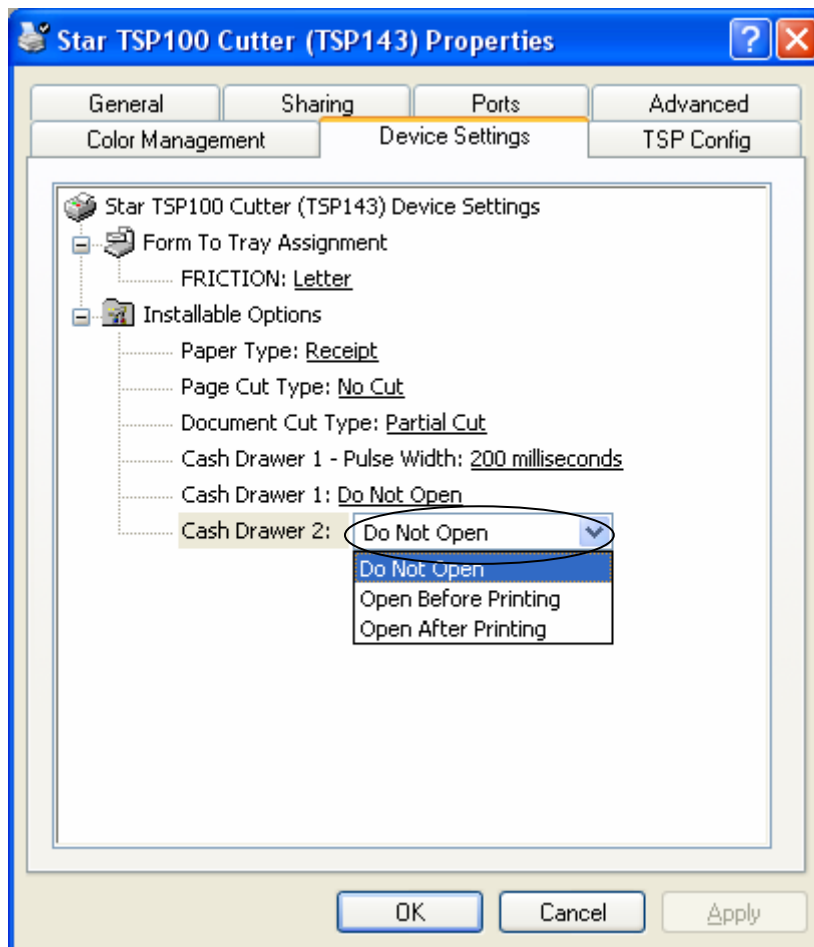 Star TSP100 Cutter (TSP143) Properties
General Sharing Ports Advanced
Color Management Device Settings TSP Config
Star TSP100 Cutter (TSP143) Device Settings
Form To Tray Assignment
FRICTION: Letter
Installable Options
Paper Type: Receipt
Page Cut Type: No Cut
Document Cut Type: Partial Cut
Cash Drawer 1 - Pulse Width: 200 milliseconds
Cash Drawer 1: Do Not Open
Cash Drawer 2: Do Not Open
Do Not Open
Open Before Printing
Open After Printing
OK Cancel Apply